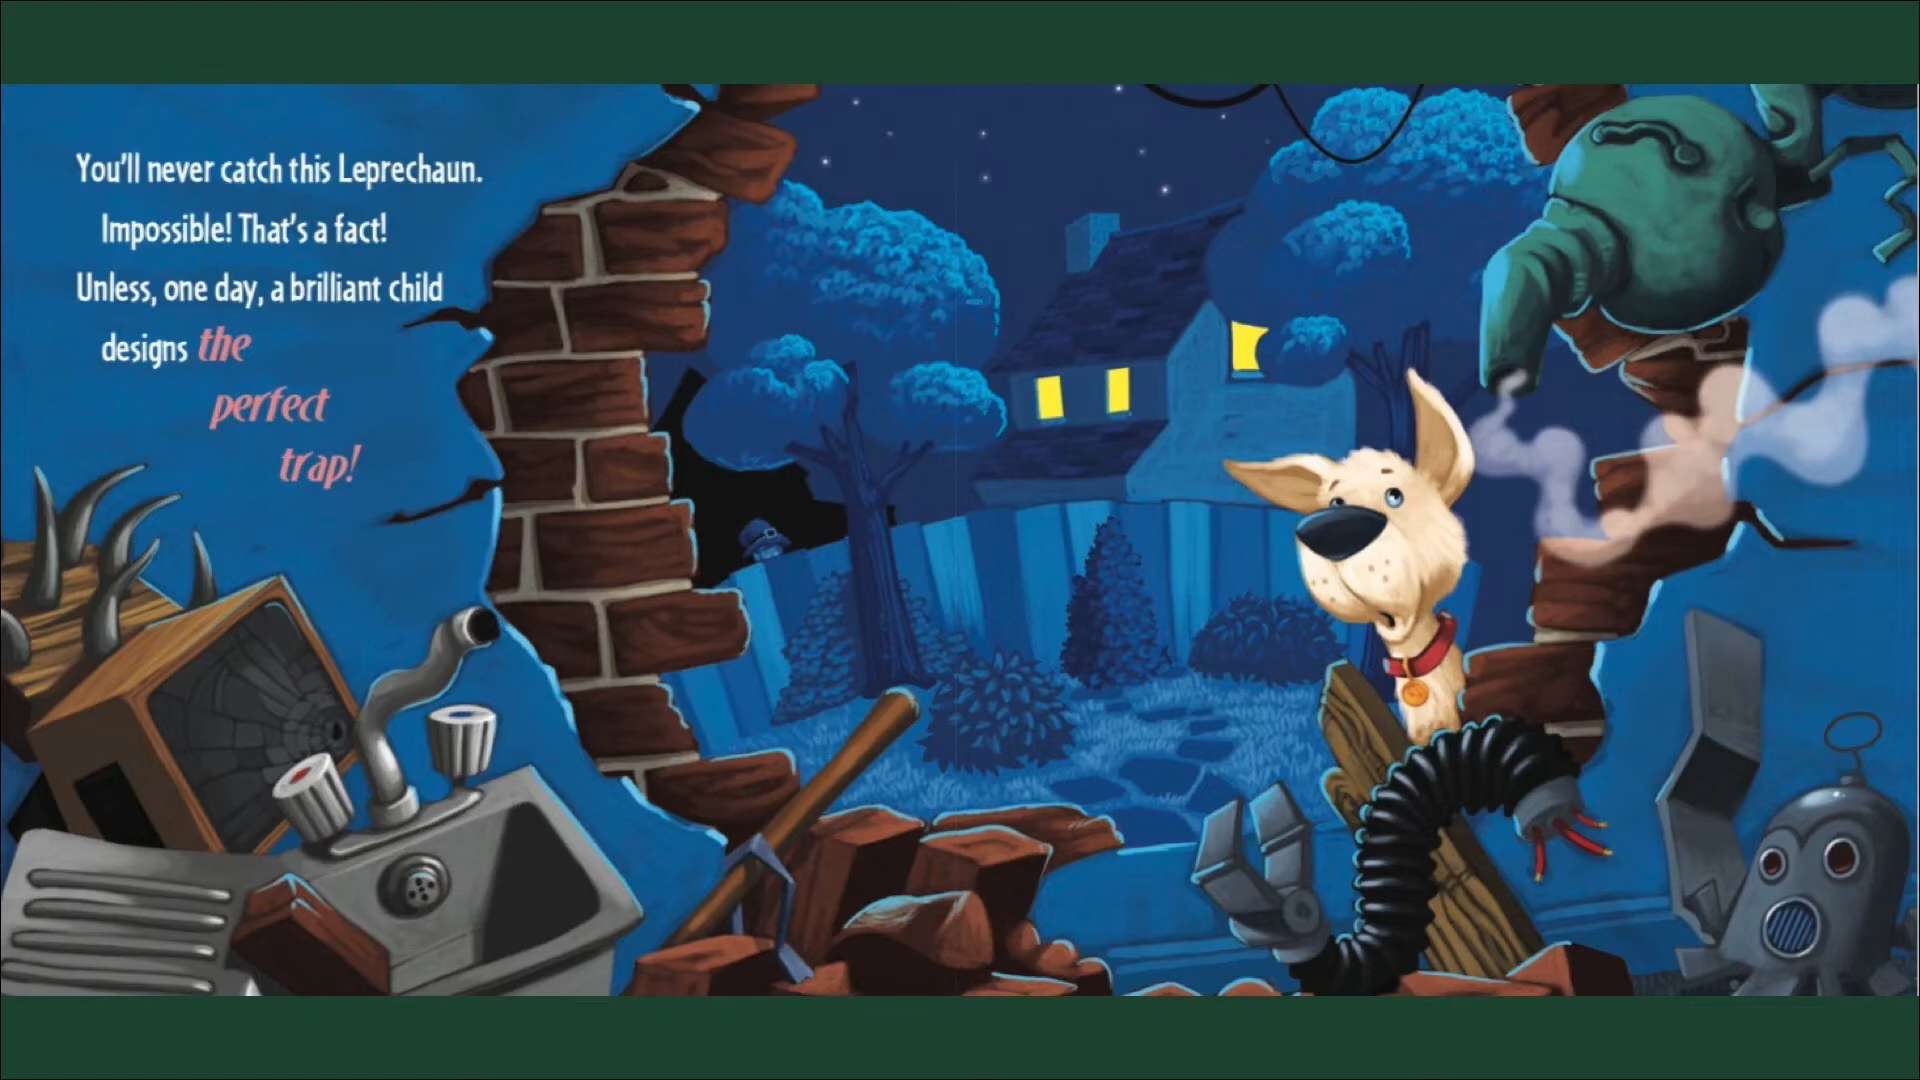 You'll never catch this Leprechaun.
Impossible! That's a fact!
Unless, one day, a brilliant child
designs the
perfect
trap!